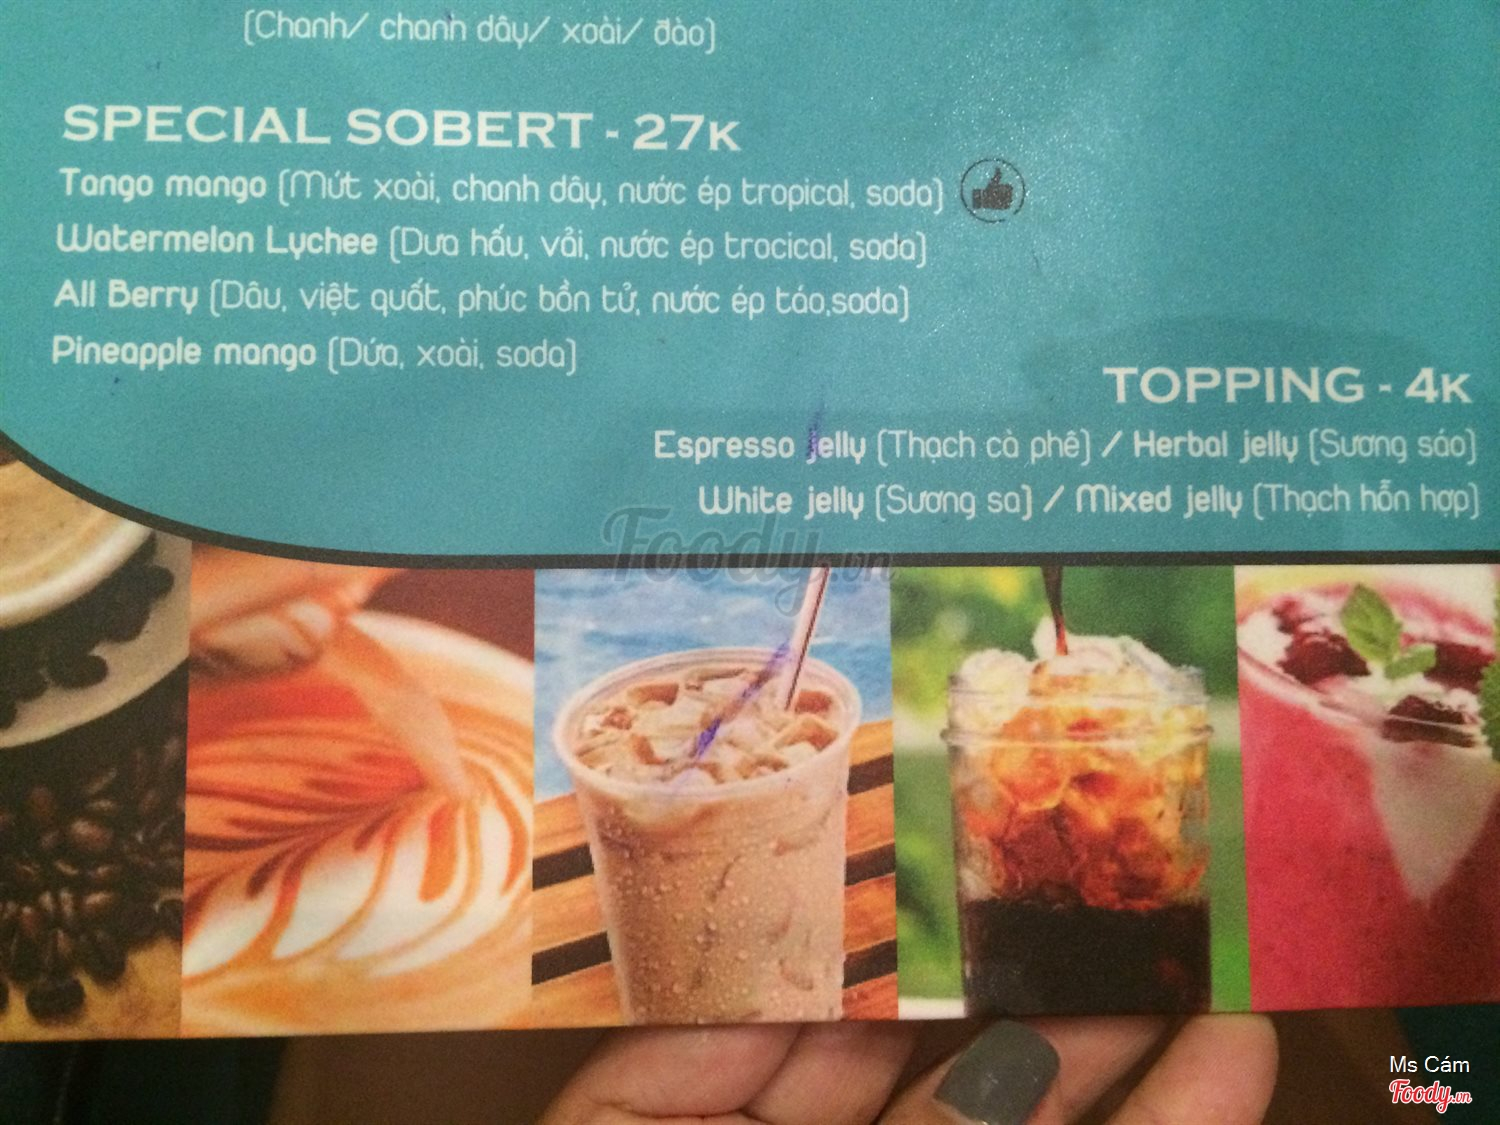 (Chanh/ chanh dây/ xoài/ đào)
SPECIAL SOBERT - 27K
Tango mango (Mứt xoài, chanh dây, nước ép tropical, soda)
Watermelon Lychee (Dưa hấu, vải, nước ép trocical, soda)
All Berry (Dâu, việt quất, phúc bồn tử, nước ép táo,soda)
Pineapple mango (Dứa, xoài, soda)
TOPPING - 4K
Espresso jelly (Thạch cà phê) / Herbal jelly (Sương sáo)
White jelly (Sương sa) / Mixed jelly (Thạch hỗn hợp)
Foody.vn
Ms Cám
Foody.vn